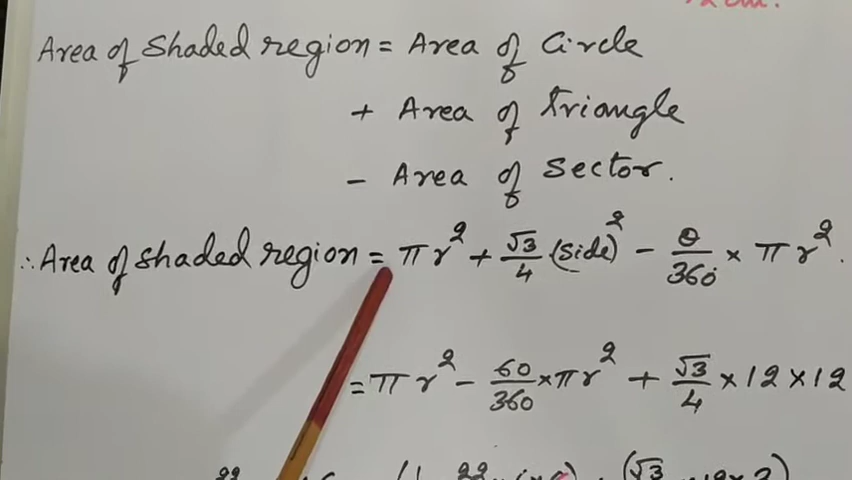 12cm.
Area of shaded region = Area of Circle
+ Area of Triangle
- Area of Sector.
∴ Area of shaded region = πr² + √3/4 (side)² - θ/360 × πr².
= πr² - 60/360 × πr² + √3/4 × 12 × 12